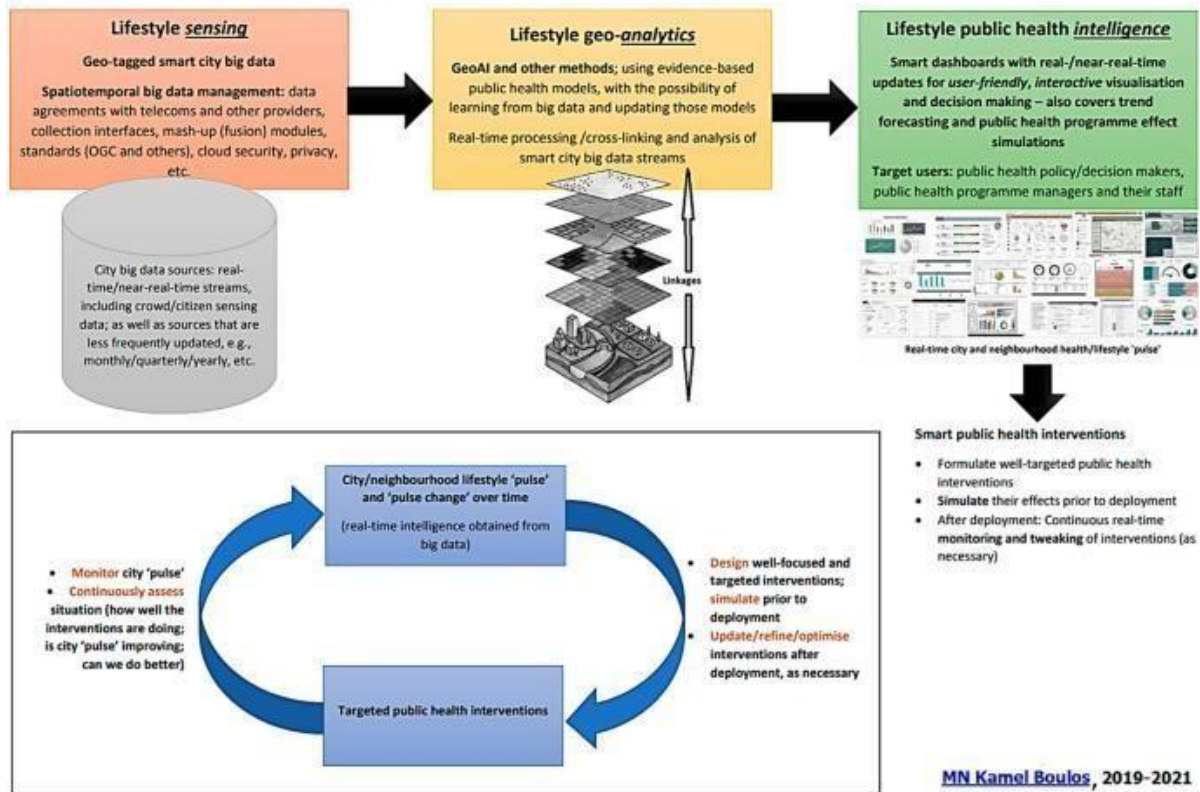 Lifestyle sensing
Geo-tagged smart city big data
Spatiotemporal big data management: data
agreements with telecoms and other providers,
collection interfaces, mash-up (fusion) modules,
standards (OGC and others), cloud security, privacy,
etc.
City big data sources: real-
time/near-real-time streams,
including crowd/citizen sensing
data; as well as sources that are
less frequently updated, e.g.,
monthly/quarterly/yearly, etc.
Lifestyle geo-analytics
GeoAI and other methods; using evidence-based
public health models, with the possibility of
learning from big data and updating those models
Real-time processing /cross-linking and analysis of
smart city big data streams
Linkages
Lifestyle public health intelligence
Smart dashboards with real-/near-real-time
updates for user-friendly, interactive visualisation
and decision making – also covers trend
forecasting and public health programme effect
simulations
Target users: public health policy/decision makers,
public health programme managers and their staff
Real-time city and neighbourhood health/lifestyle ‘pulse’
Smart public health interventions
• Formulate well-targeted public health
interventions
• Simulate their effects prior to deployment
• After deployment: Continuous real-time
monitoring and tweaking of interventions (as
necessary)
City/neighbourhood lifestyle ‘pulse’
and ‘pulse change’ over time
(real-time intelligence obtained from
big data)
• Monitor city ‘pulse’
• Continuously assess
situation (how well the
interventions are doing;
is city ‘pulse’ improving;
can we do better)
• Design well-focused and
targeted interventions;
simulate prior to
deployment
• Update/refine/optimise
interventions after
deployment, as necessary
Targeted public health interventions
MN Kamel Boulos, 2019-2021